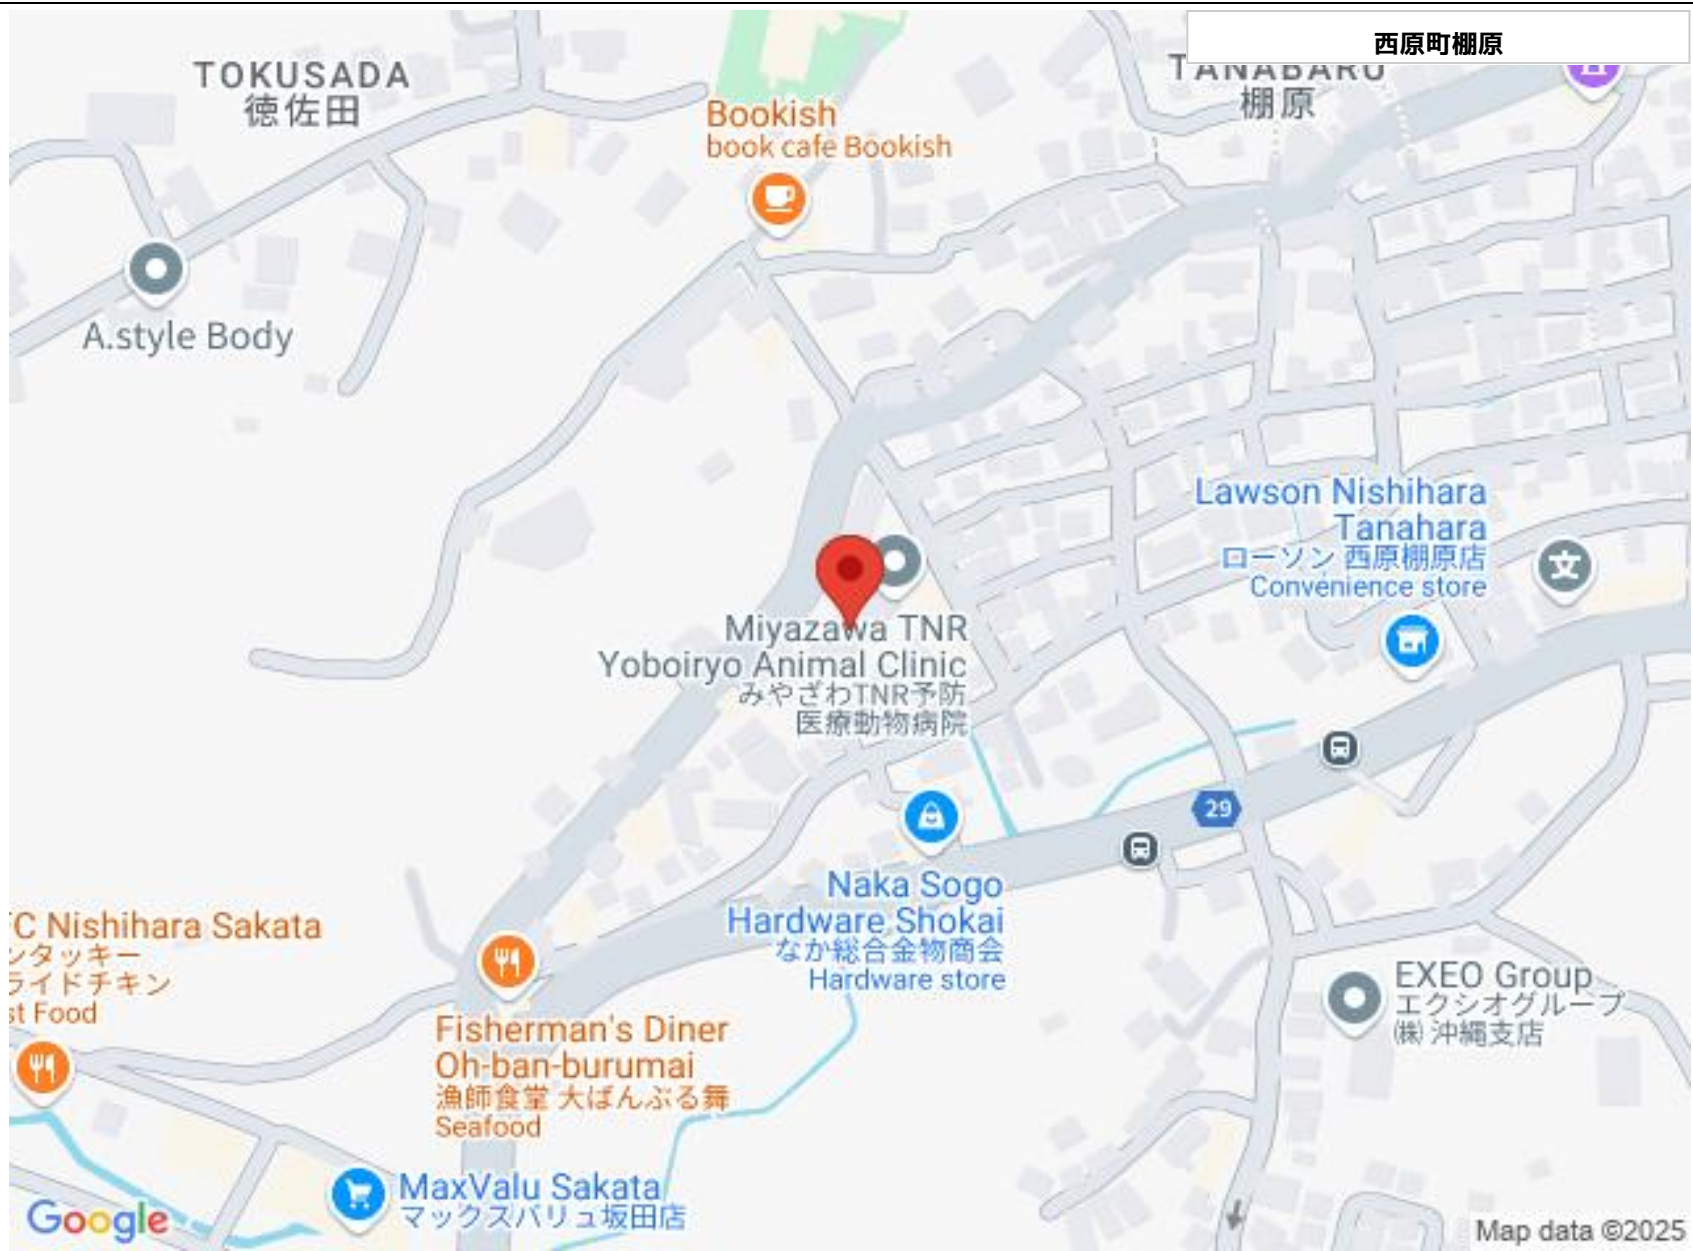 西原町棚原
TOKUSADA
徳佐田
TANABARU
棚原
Bookish
book cafe Bookish
A.style Body
Lawson Nishihara
Tanahara
ローソン 西原棚原店
Convenience store
文
Miyazawa TNR
Yoboiryo Animal Clinic
みやざわTNR予防
医療動物病院
29
Naka Sogo
Hardware Shokai
なか総合金物商会
Hardware store
FC Nishihara Sakata
ンタッキー
ライドチキン
st Food
EXEO Group
エクシオグループ
㈱ 沖縄支店
Fisherman's Diner
Oh-ban-burumai
漁師食堂 大ばんぶる舞
Seafood
MaxValu Sakata
マックスバリュ坂田店
Google
Map data ©2025